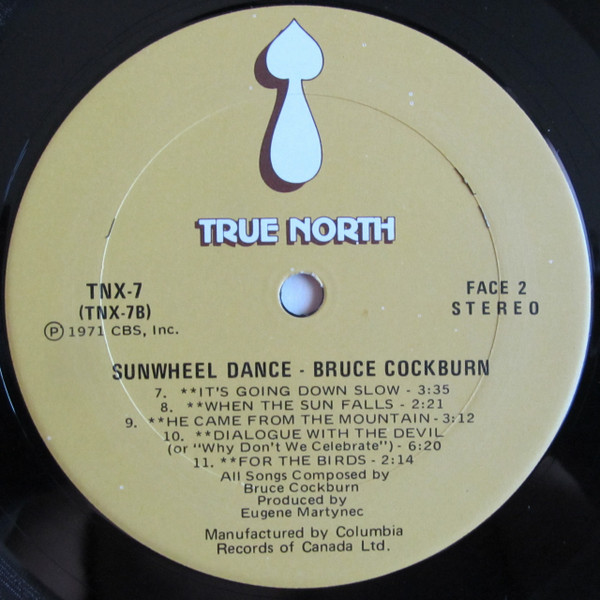 TRUE NORTH
TNX-7
(TNX-7B)
Ⓟ 1971 CBS, Inc.
FACE 2
STEREO
SUNWHEEL DANCE - BRUCE COCKBURN
7. **IT'S GOING DOWN SLOW - 3:35
8. **WHEN THE SUN FALLS - 2:21
9. **HE CAME FROM THE MOUNTAIN - 3:12
10. **DIALOGUE WITH THE DEVIL
(or "Why Don't We Celebrate") - 6:20
11. **FOR THE BIRDS - 2:14
All Songs Composed by
Bruce Cockburn
Produced by
Eugene Martynec
Manufactured by Columbia
Records of Canada Ltd.